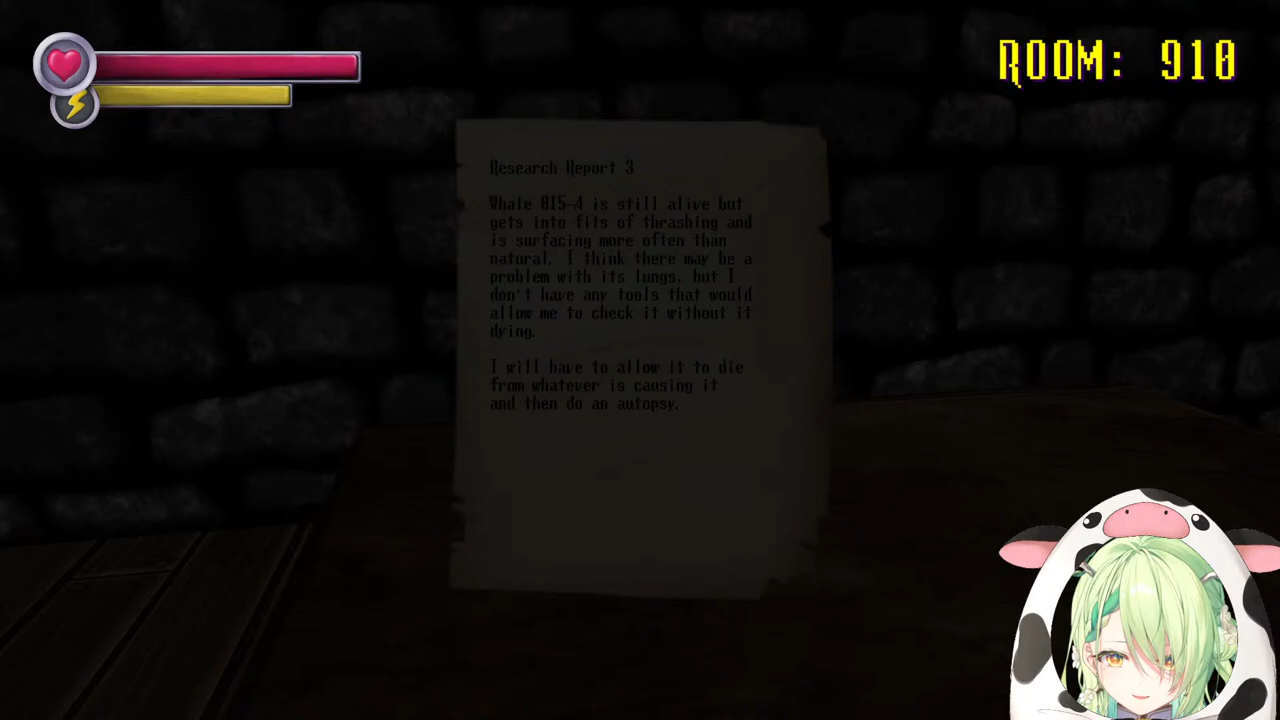 ROOM: 910
Research Report 3
Whale 015-4 is still alive but
gets into fits of thrashing and
is surfacing more often than
natural. I think there may be a
problem with its lungs, but I
don't have any tools that would
allow me to check it without it
dying.
I will have to allow it to die
from whatever is causing it
and then do an autopsy.